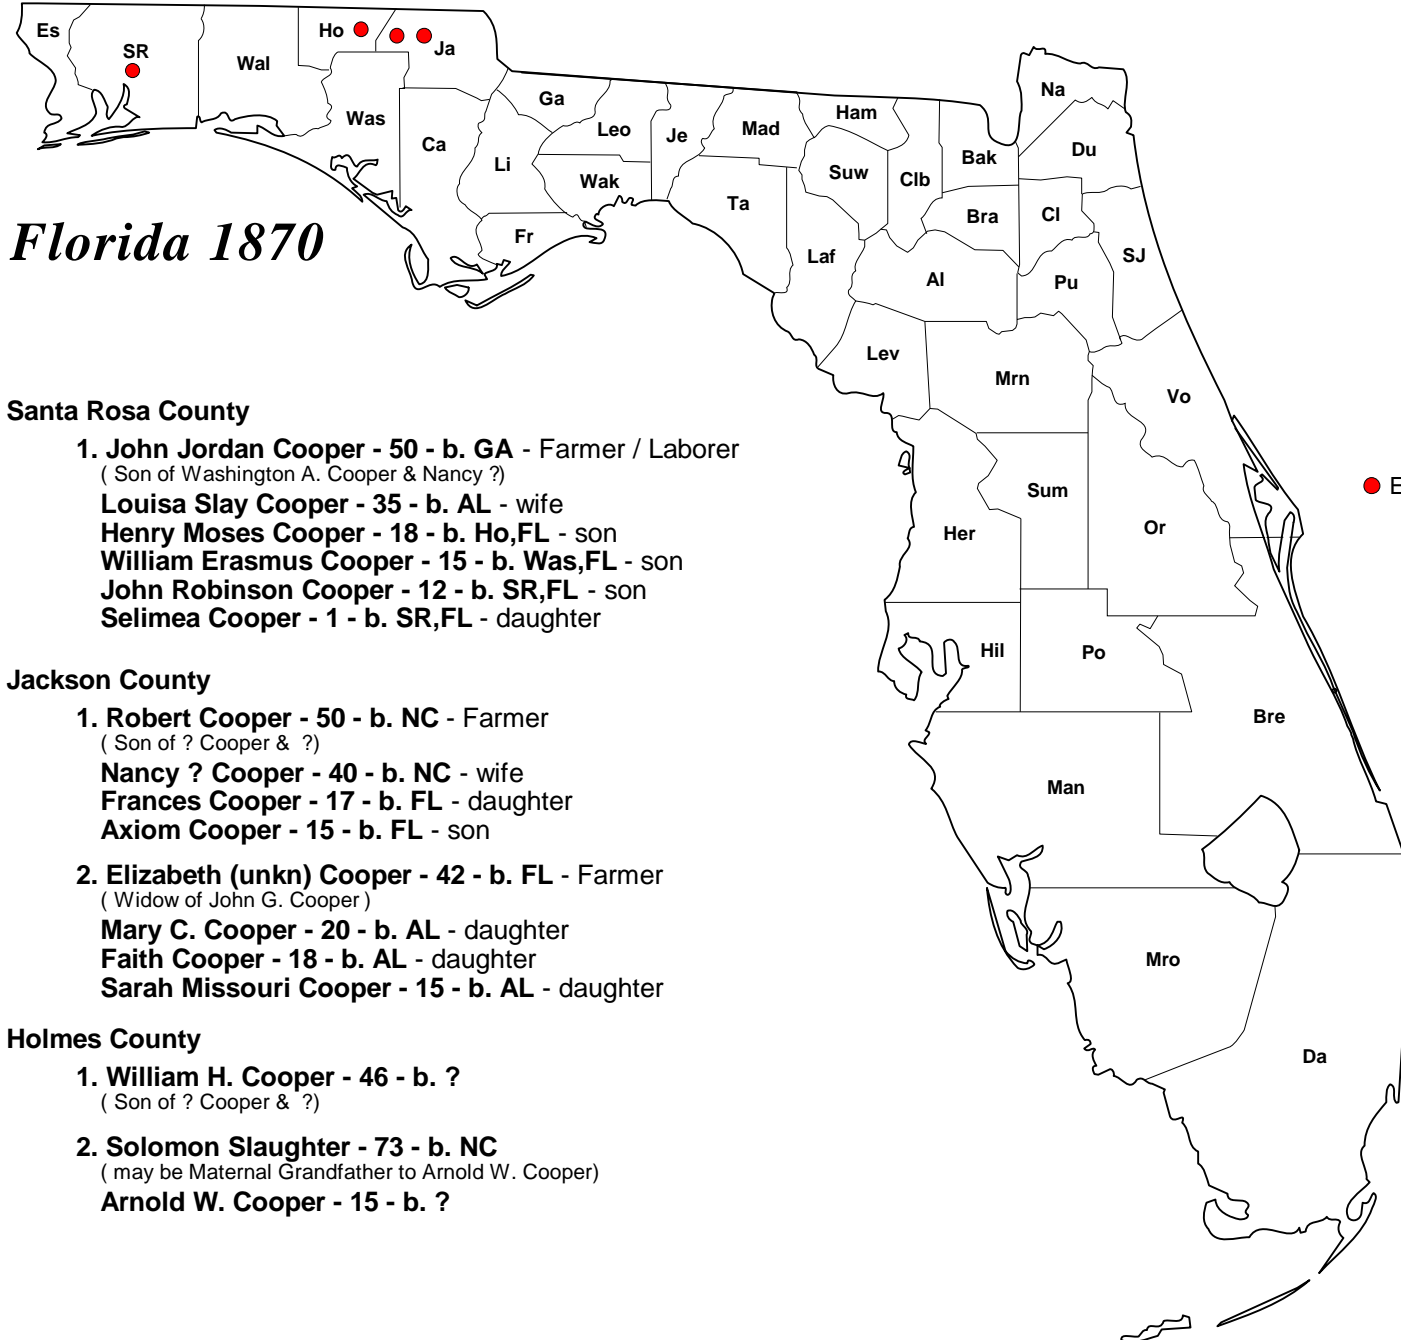 Es
SR
Wal
Ho
Ja
Was
Ca
Ga
Leo
Li
Wak
Fr
Je
Mad
Ta
Ham
Suw
Clb
Laf
Bak
Bra
Al
Na
Du
Cl
SJ
Pu
Lev
Mrn
Vo
Sum
Her
Or
Hil
Po
Bre
Man
Mro
Da
E
Florida 1870
Santa Rosa County
1. John Jordan Cooper - 50 - b. GA - Farmer / Laborer
( Son of Washington A. Cooper & Nancy ?)
Louisa Slay Cooper - 35 - b. AL - wife
Henry Moses Cooper - 18 - b. Ho,FL - son
William Erasmus Cooper - 15 - b. Was,FL - son
John Robinson Cooper - 12 - b. SR,FL - son
Selimea Cooper - 1 - b. SR,FL - daughter
Jackson County
1. Robert Cooper - 50 - b. NC - Farmer
( Son of ? Cooper & ?)
Nancy ? Cooper - 40 - b. NC - wife
Frances Cooper - 17 - b. FL - daughter
Axiom Cooper - 15 - b. FL - son
2. Elizabeth (unkn) Cooper - 42 - b. FL - Farmer
( Widow of John G. Cooper )
Mary C. Cooper - 20 - b. AL - daughter
Faith Cooper - 18 - b. AL - daughter
Sarah Missouri Cooper - 15 - b. AL - daughter
Holmes County
1. William H. Cooper - 46 - b. ?
( Son of ? Cooper & ?)
2. Solomon Slaughter - 73 - b. NC
( may be Maternal Grandfather to Arnold W. Cooper)
Arnold W. Cooper - 15 - b. ?